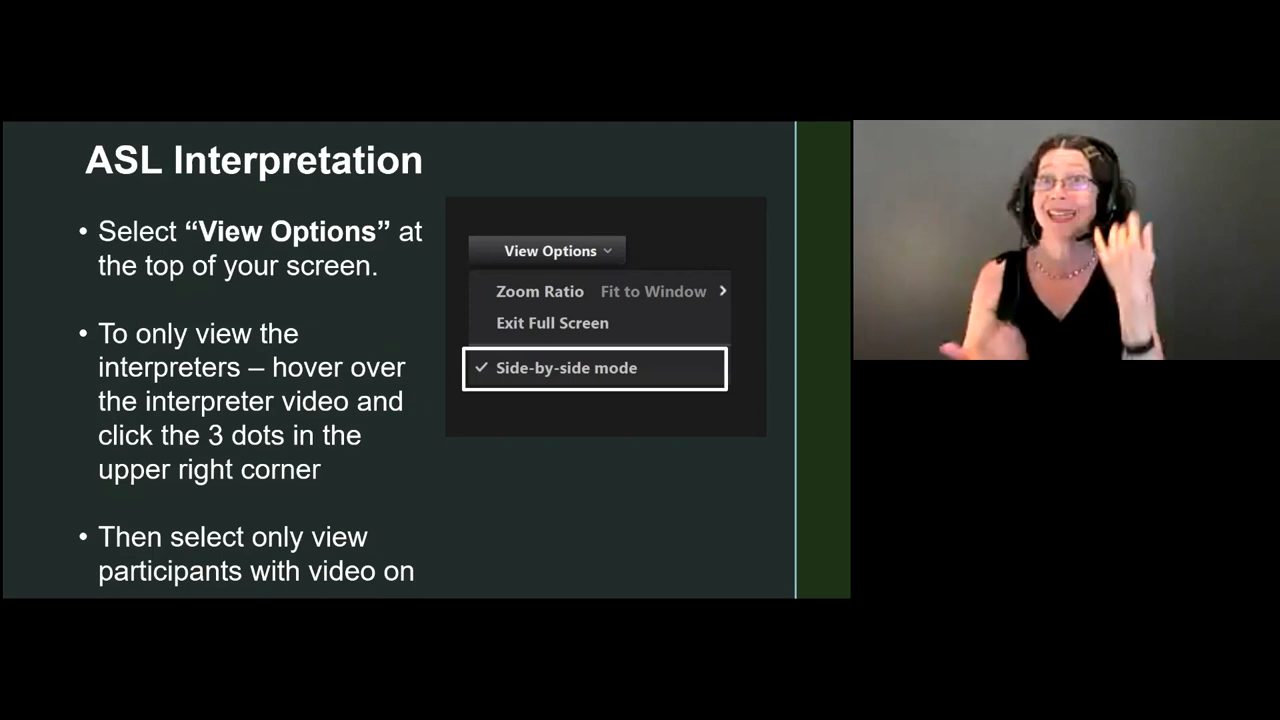 ASL Interpretation
• Select “View Options” at
the top of your screen.
• To only view the
interpreters – hover over
the interpreter video and
click the 3 dots in the
upper right corner
• Then select only view
participants with video on
View Options
Zoom Ratio Fit to Window
Exit Full Screen
✓ Side-by-side mode